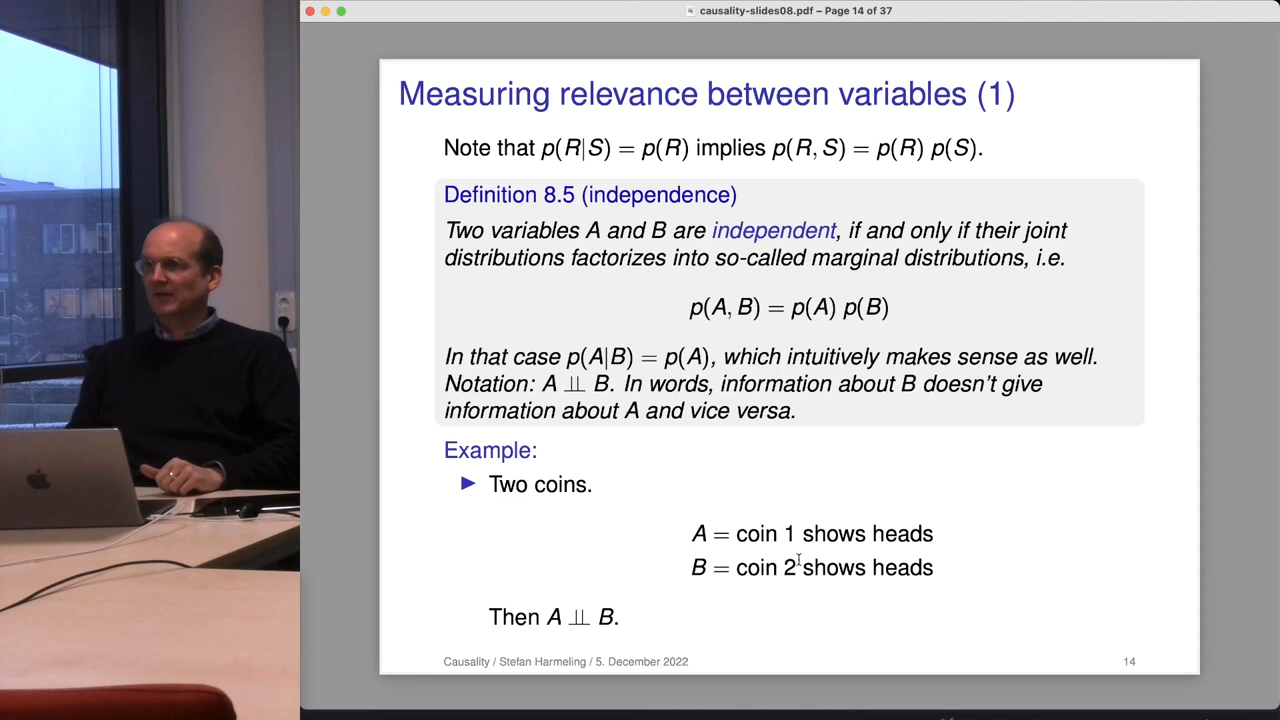 causality-slides08.pdf – Page 14 of 37
Measuring relevance between variables (1)
Note that p(R|S) = p(R) implies p(R, S) = p(R) p(S).
Definition 8.5 (independence)
Two variables A and B are independent, if and only if their joint
distributions factorizes into so-called marginal distributions, i.e.
p(A, B) = p(A) p(B)
In that case p(A|B) = p(A), which intuitively makes sense as well.
Notation: A ⫫ B. In words, information about B doesn't give
information about A and vice versa.
Example:
▶ Two coins.
A = coin 1 shows heads
B = coin 2 shows heads
Then A ⫫ B.
Causality / Stefan Harmeling / 5. December 2022
14